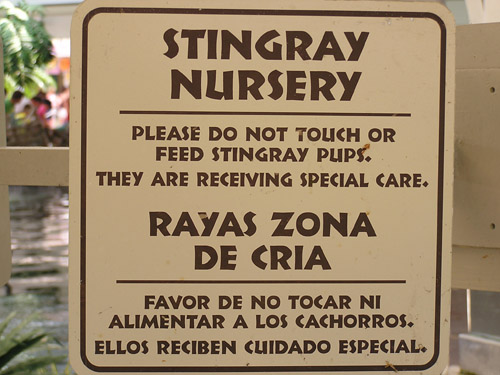 STINGRAY
NURSERY
PLEASE DO NOT TOUCH OR
FEED STINGRAY PUPS.
THEY ARE RECEIVING SPECIAL CARE.
RAYAS ZONA
DE CRIA
FAVOR DE NO TOCAR NI
ALIMENTAR A LOS CACHORROS.
ELLOS RECIBEN CUIDADO ESPECIAL.